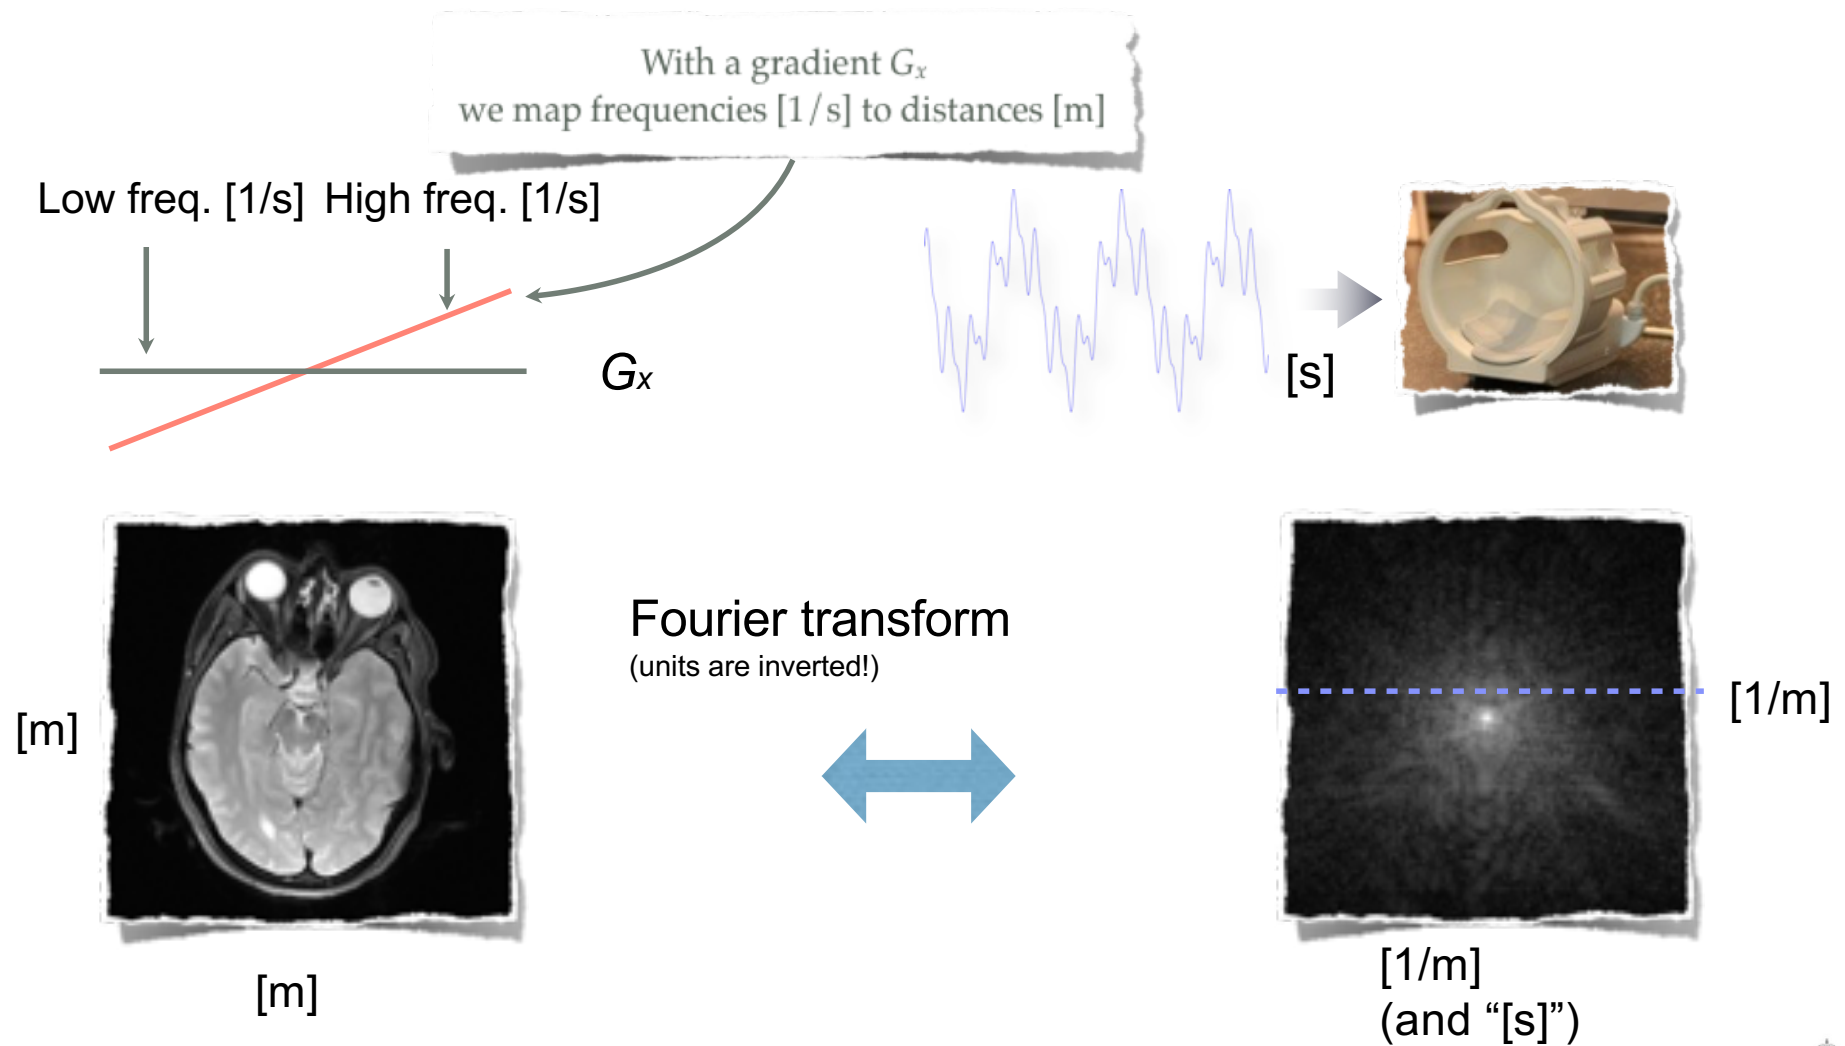 With a gradient Gx
we map frequencies [1/s] to distances [m]
Low freq. [1/s] High freq. [1/s]
Gx
[s]
Fourier transform
(units are inverted!)
[m]
[1/m]
[m]
[1/m]
(and “[s]”)